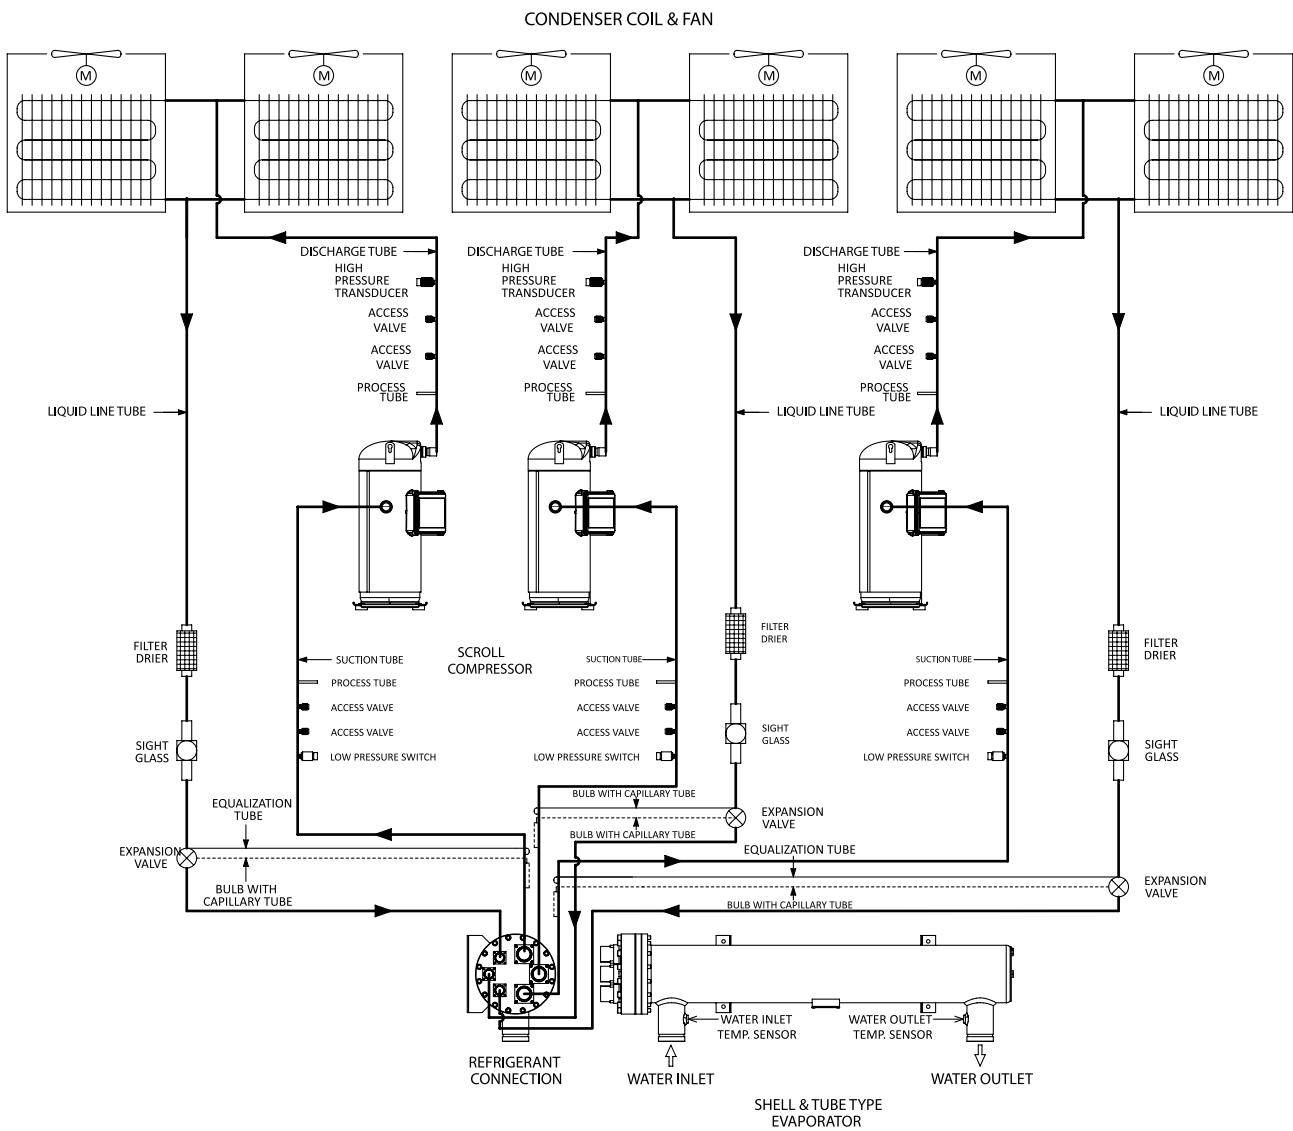 CONDENSER COIL & FAN
M
M
M
M
M
M
DISCHARGE TUBE
HIGH
PRESSURE
TRANSDUCER
ACCESS
VALVE
ACCESS
VALVE
PROCESS
TUBE
DISCHARGE TUBE
HIGH
PRESSURE
TRANSDUCER
ACCESS
VALVE
ACCESS
VALVE
PROCESS
TUBE
DISCHARGE TUBE
HIGH
PRESSURE
TRANSDUCER
ACCESS
VALVE
ACCESS
VALVE
PROCESS
TUBE
LIQUID LINE TUBE
LIQUID LINE TUBE
LIQUID LINE TUBE
FILTER
DRIER
SUCTION TUBE
PROCESS TUBE
ACCESS VALVE
ACCESS VALVE
LOW PRESSURE SWITCH
SCROLL
COMPRESSOR
SUCTION TUBE
PROCESS TUBE
ACCESS VALVE
ACCESS VALVE
LOW PRESSURE SWITCH
FILTER
DRIER
SUCTION TUBE
PROCESS TUBE
ACCESS VALVE
ACCESS VALVE
LOW PRESSURE SWITCH
FILTER
DRIER
SIGHT
GLASS
SIGHT
GLASS
SIGHT
GLASS
EQUALIZATION
TUBE
EXPANSION
VALVE
BULB WITH
CAPILLARY TUBE
BULB WITH CAPILLARY TUBE
BULB WITH CAPILLARY TUBE
EXPANSION
VALVE
EQUALIZATION TUBE
BULB WITH CAPILLARY TUBE
EXPANSION
VALVE
WATER INLET
TEMP. SENSOR
WATER OUTLET
TEMP. SENSOR
REFRIGERANT
CONNECTION
WATER INLET
WATER OUTLET
SHELL & TUBE TYPE
EVAPORATOR